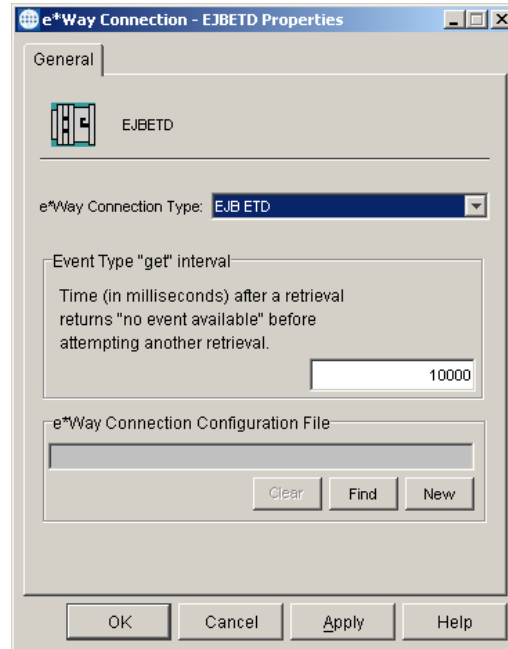 e*Way Connection - EJBETD Properties
General
EJBETD
e*Way Connection Type: EJB ETD
Event Type "get" interval
Time (in milliseconds) after a retrieval
returns "no event available" before
attempting another retrieval.
10000
e*Way Connection Configuration File
Clear Find New
OK Cancel Apply Help